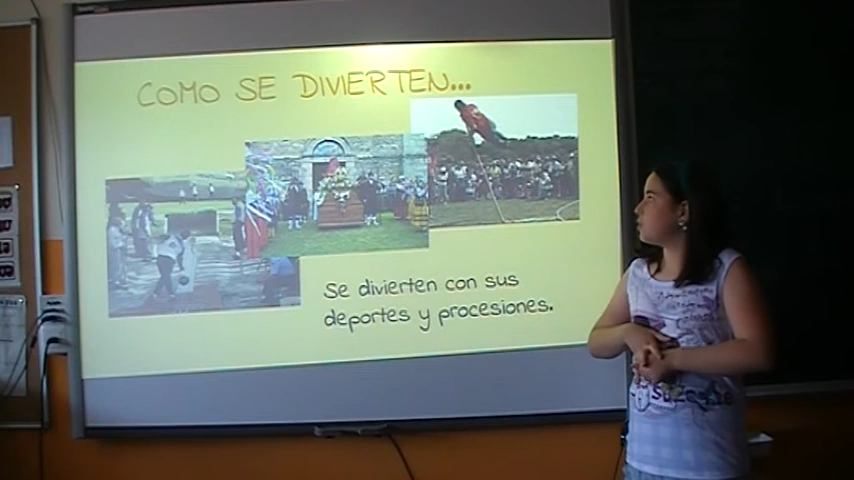 COMO SE DIVIERTEN...
Se divierten con sus
deportes y procesiones.